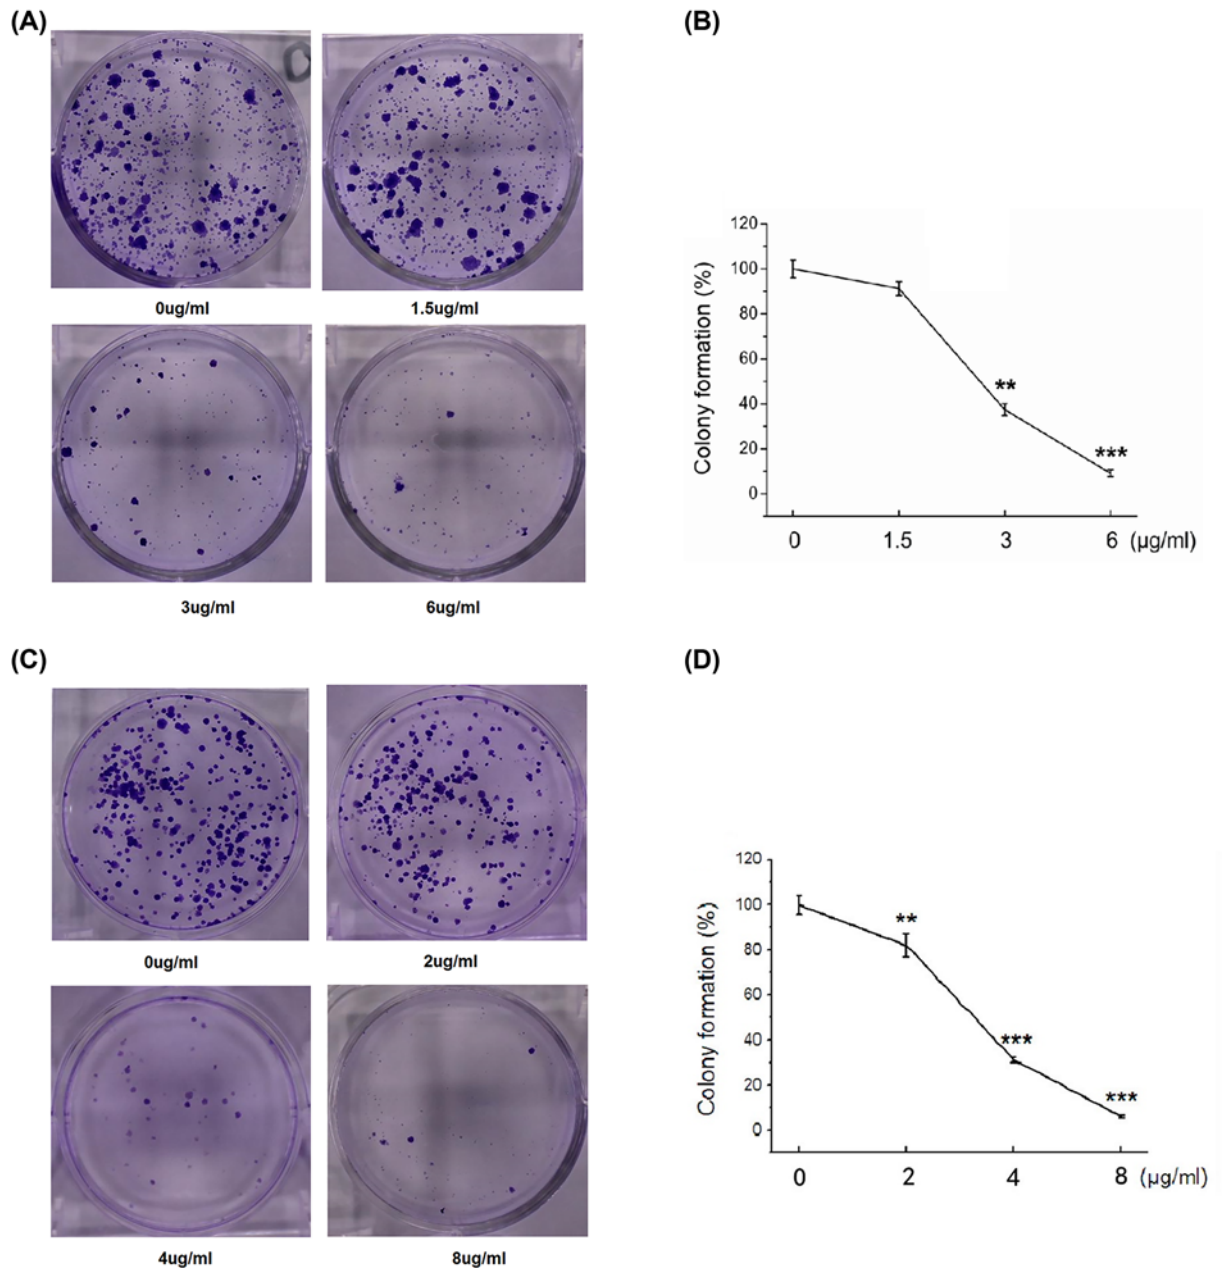 (A)
0ug/ml
1.5ug/ml
3ug/ml
6ug/ml
(B)
Colony formation (%)
120
100
80
60
40
20
0
**
***
0 1.5 3 6 (μg/ml)
(C)
0ug/ml
2ug/ml
4ug/ml
8ug/ml
(D)
Colony formation (%)
120
100
80
60
40
20
0
**
***
***
0 2 4 8 (μg/ml)